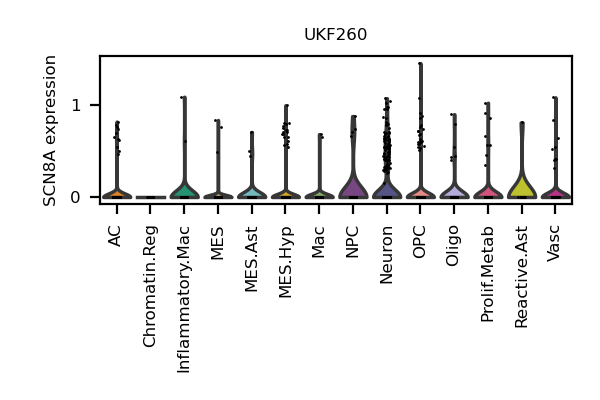 UKF260
SCN8A expression
1
0
AC
Chromatin.Reg
Inflammatory.Mac
MES
MES.Ast
MES.Hyp
Mac
NPC
Neuron
OPC
Oligo
Prolif.Metab
Reactive.Ast
Vasc